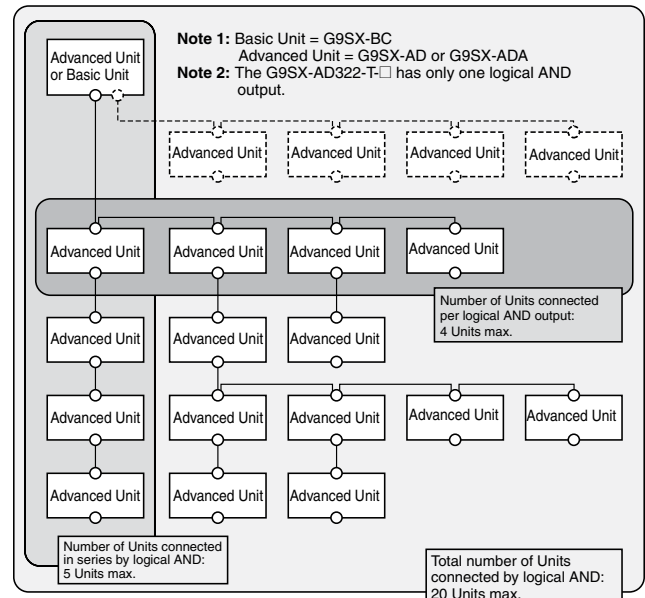 Note 1: Basic Unit = G9SX-BC
Advanced Unit = G9SX-AD or G9SX-ADA
Note 2: The G9SX-AD322-T-□ has only one logical AND
output.
Advanced Unit
or Basic Unit
Advanced Unit Advanced Unit Advanced Unit Advanced Unit
Advanced Unit Advanced Unit Advanced Unit Advanced Unit
Number of Units connected
per logical AND output:
4 Units max.
Advanced Unit Advanced Unit Advanced Unit
Advanced Unit Advanced Unit Advanced Unit Advanced Unit Advanced Unit
Advanced Unit Advanced Unit Advanced Unit
Number of Units connected
in series by logical AND:
5 Units max.
Total number of Units
connected by logical AND:
20 Units max.